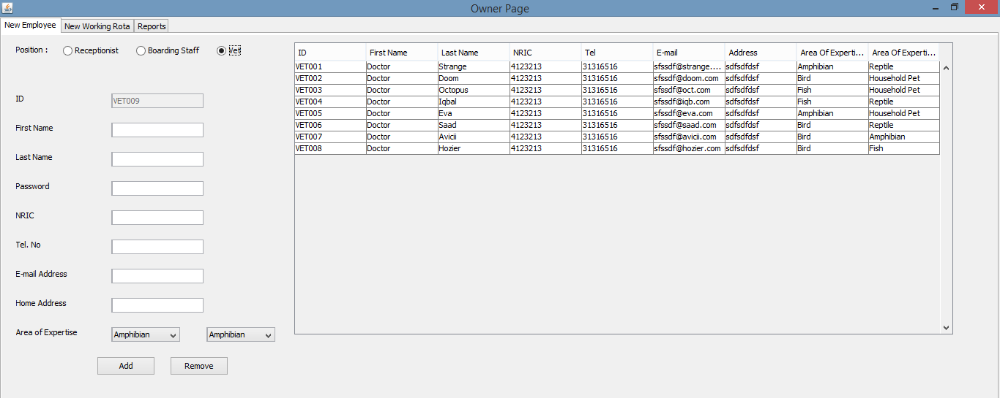 Owner Page
New Employee New Working Rota Reports
Position : Receptionist Boarding Staff Vet
ID VET009
First Name
Last Name
Password
NRIC
Tel. No
E-mail Address
Home Address
Area of Expertise Amphibian Amphibian
Add Remove
ID First Name Last Name NRIC Tel E-mail Address Area Of Experti... Area Of Experti...
VET001 Doctor Strange 4123213 31316516 sfssdf@strange.... sdfsdfdsf Amphibian Reptile
VET002 Doctor Doom 4123213 31316516 sfssdf@doom.com sdfsdfdsf Bird Household Pet
VET003 Doctor Octopus 4123213 31316516 sfssdf@oct.com sdfsdfdsf Fish Household Pet
VET004 Doctor Iqbal 4123213 31316516 sfssdf@iqb.com sdfsdfdsf Fish Reptile
VET005 Doctor Eva 4123213 31316516 sfssdf@eva.com sdfsdfdsf Amphibian Household Pet
VET006 Doctor Saad 4123213 31316516 sfssdf@saad.com sdfsdfdsf Bird Reptile
VET007 Doctor Avicii 4123213 31316516 sfssdf@avicii.com sdfsdfdsf Bird Amphibian
VET008 Doctor Hozier 4123213 31316516 sfssdf@hozier.com sdfsdfdsf Bird Fish